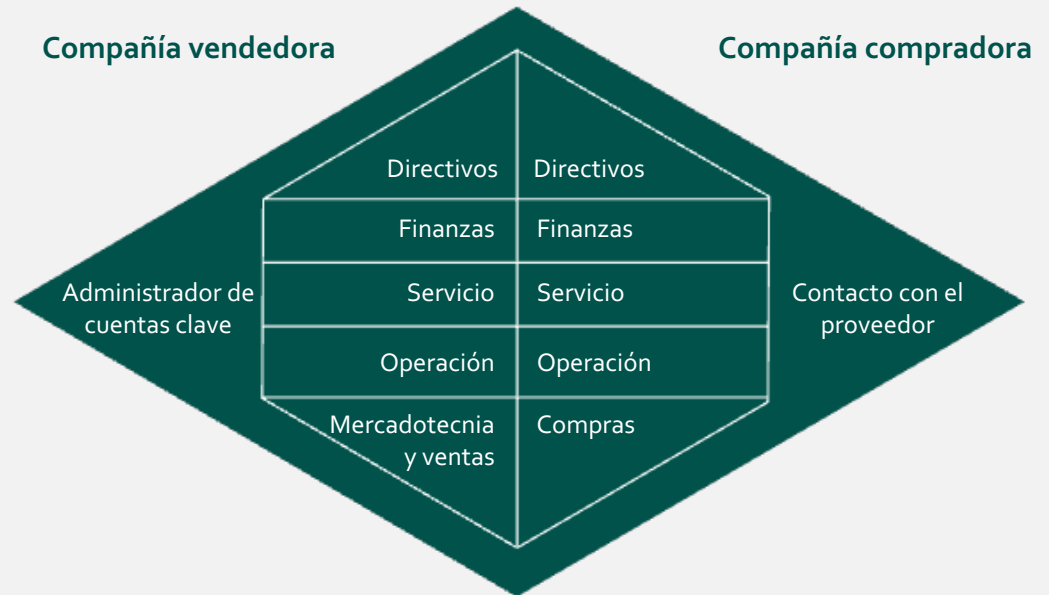 Compañía vendedora
Compañía compradora
Directivos
Directivos
Finanzas
Finanzas
Administrador de
cuentas clave
Servicio
Servicio
Contacto con el
proveedor
Operación
Operación
Mercadotecnia
y ventas
Compras